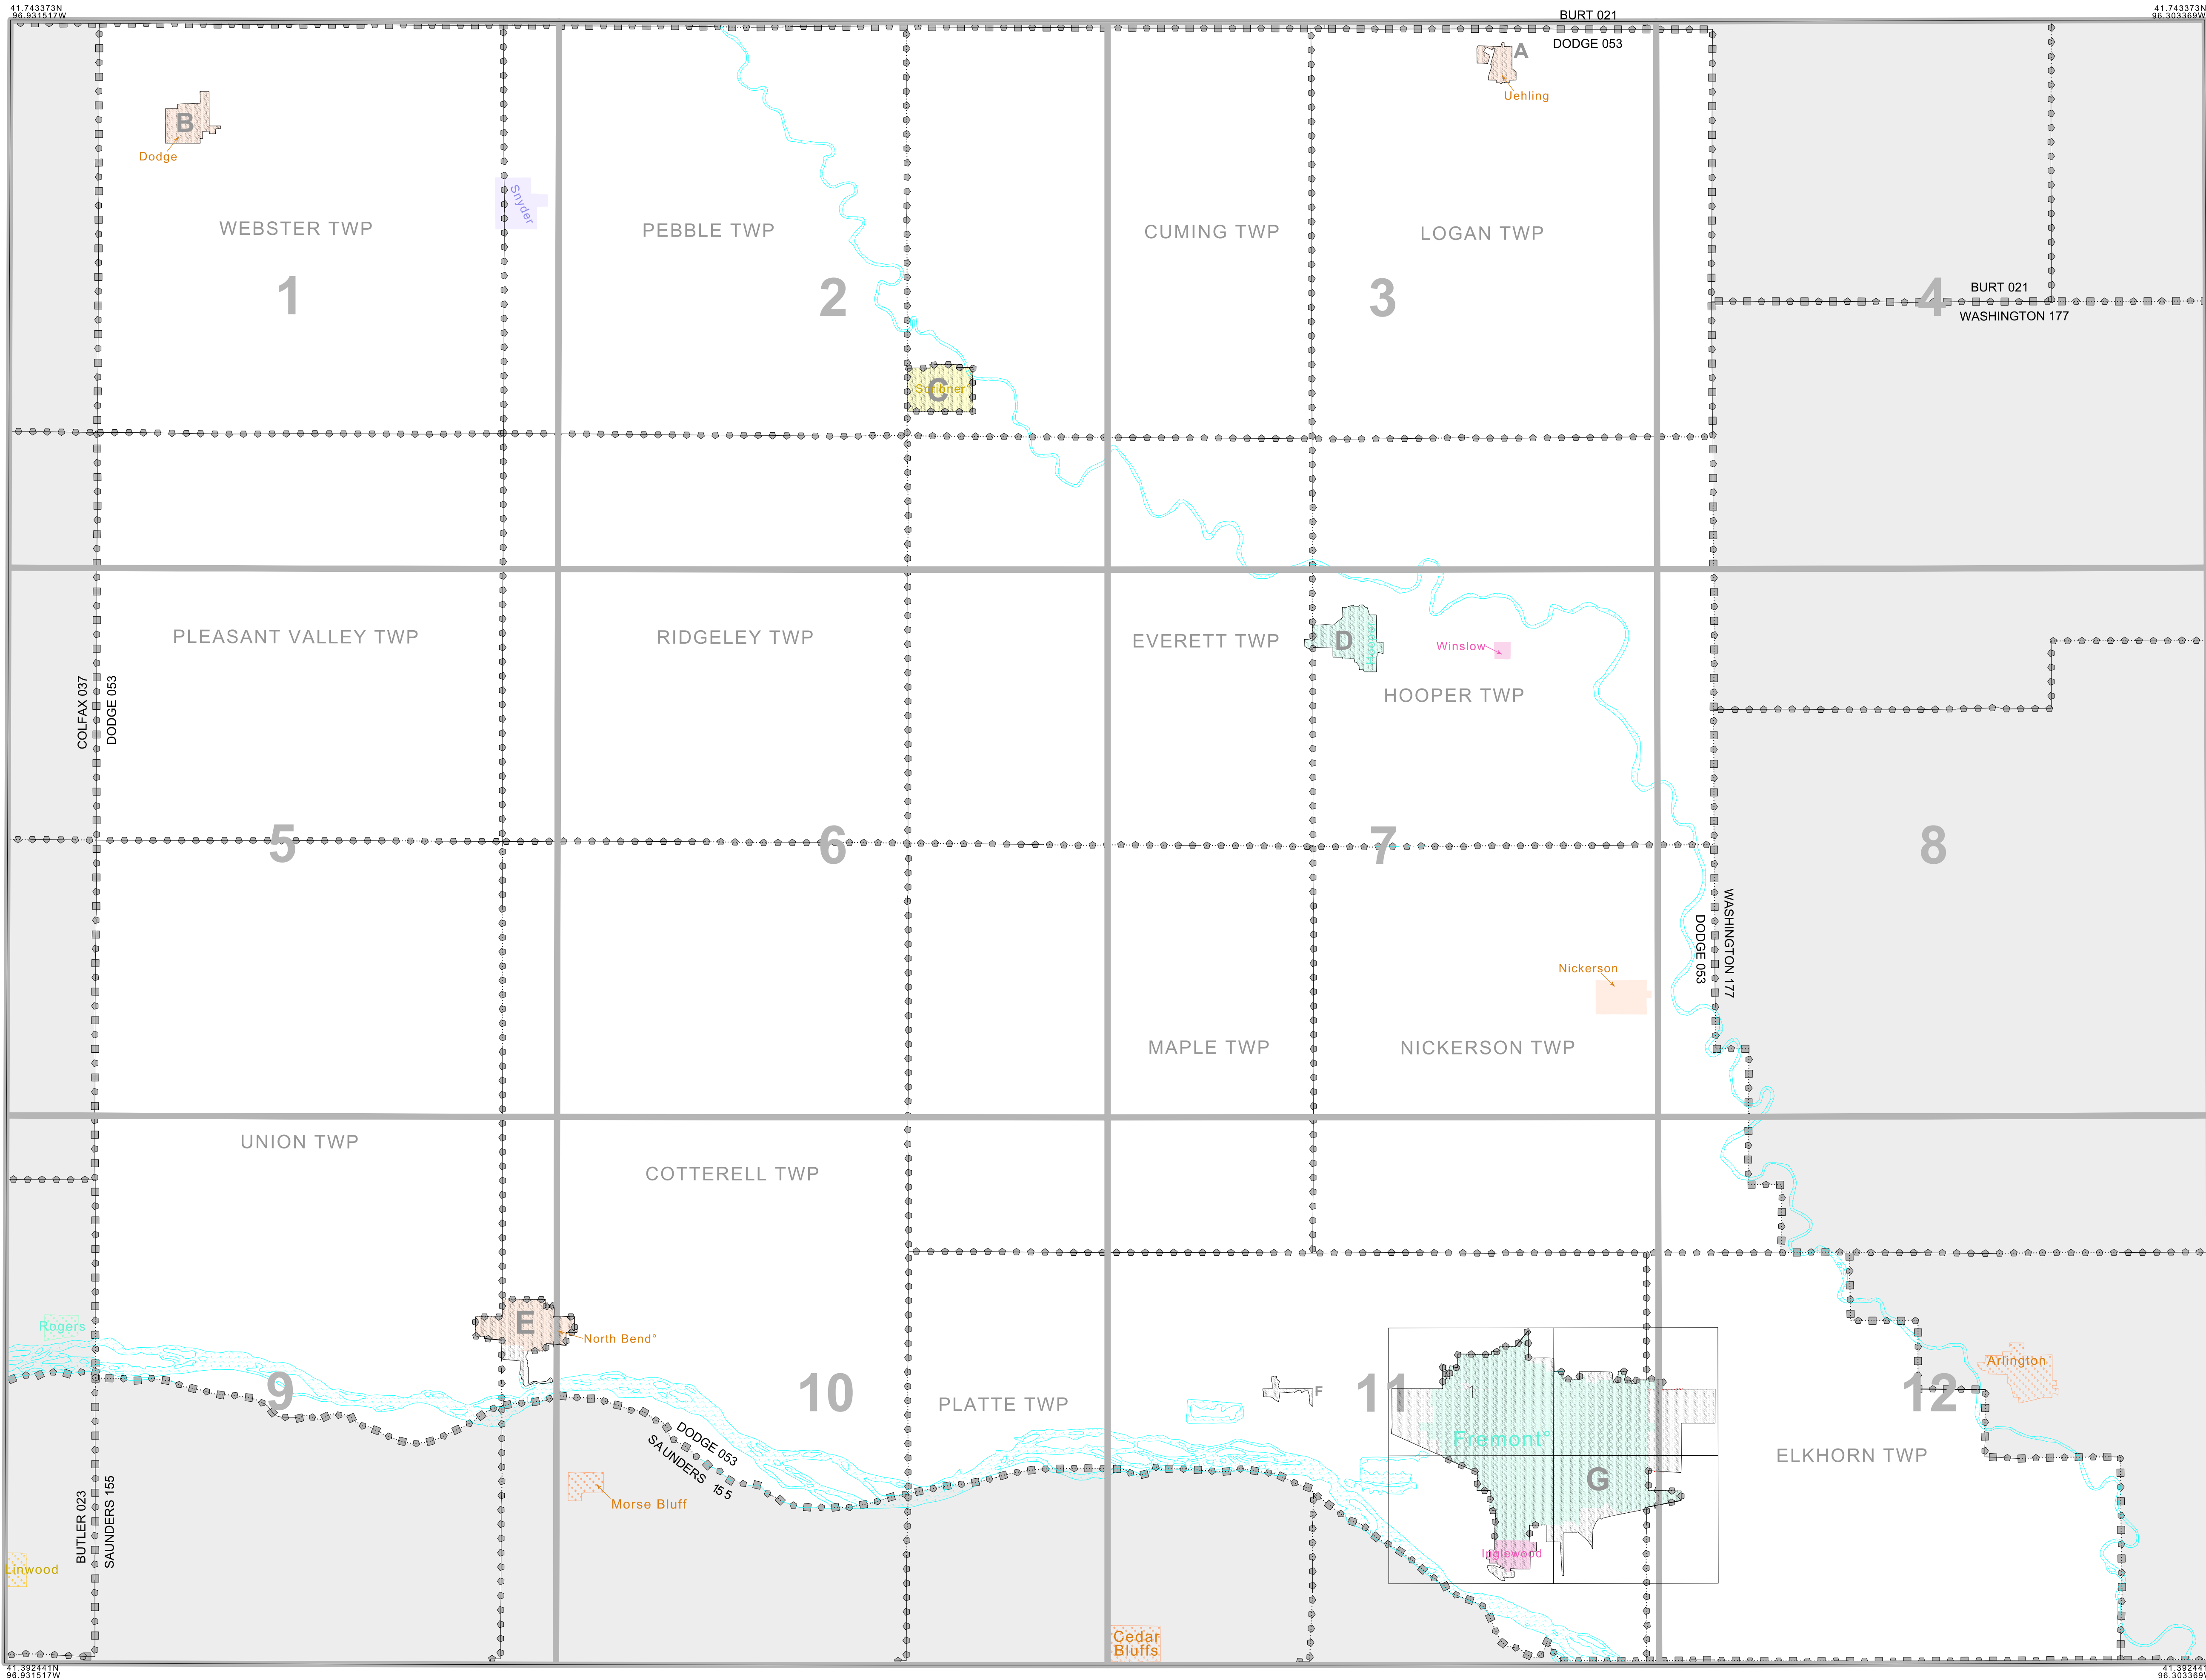 41.743373N
96.931517W
BURT 021
41.743373N
96.303369W
DODGE 053
A
Uehling
B
Dodge
Snyder
WEBSTER TWP
PEBBLE TWP
CUMING TWP
LOGAN TWP
1
2
3
4
BURT 021
WASHINGTON 177
Scribner°
C
PLEASANT VALLEY TWP
RIDGELEY TWP
EVERETT TWP
D
Hooper
Winslow
HOOPER TWP
COLFAX 037
DODGE 053
5
6
7
8
DODGE 053
WASHINGTON 177
Nickerson
MAPLE TWP
NICKERSON TWP
UNION TWP
COTTERELL TWP
Rogers
E
North Bend°
9
10
PLATTE TWP
F
11
1
Fremont°
G
Arlington
12
ELKHORN TWP
DODGE 053
SAUNDERS 155
Morse Bluff
BUTLER 023
SAUNDERS 155
Inglewood
Linwood
Cedar
Bluffs
41.392441N
96.931517W
41.392441
96.303369W